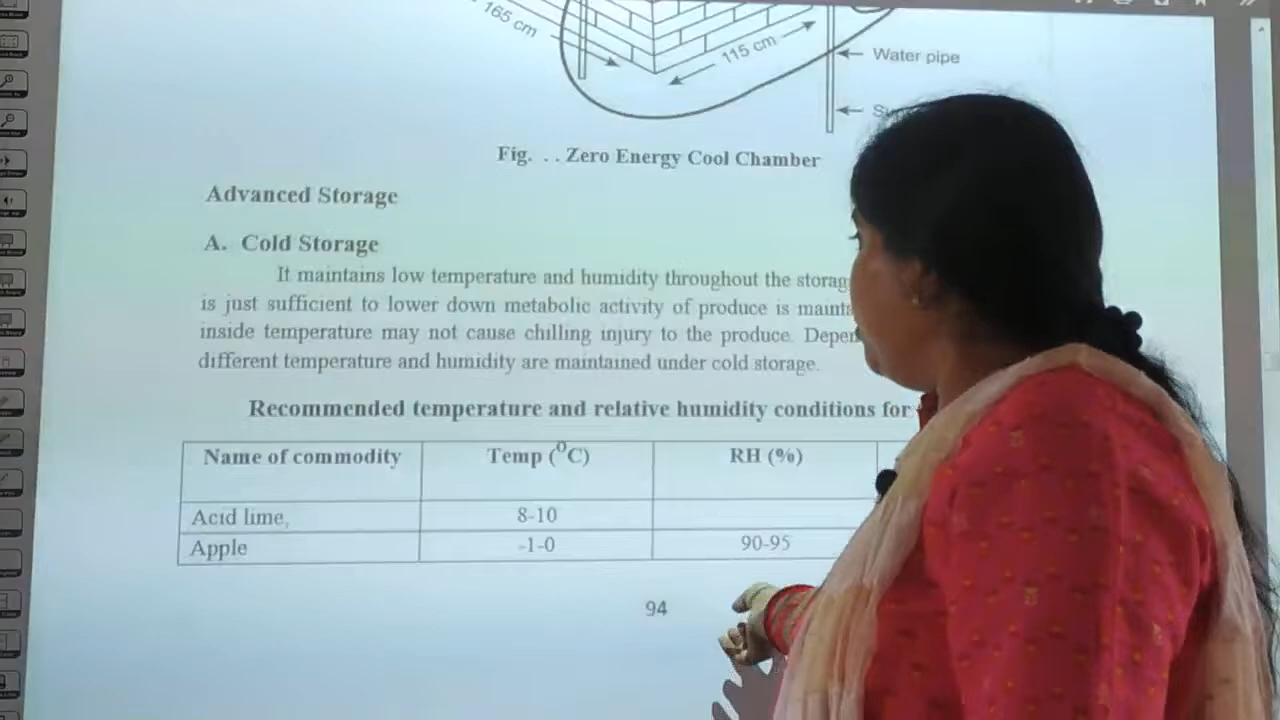 165 cm
115 cm
Water pipe
Fig. . . Zero Energy Cool Chamber
Advanced Storage
A. Cold Storage
It maintains low temperature and humidity throughout the
is just sufficient to lower down metabolic activity of produce is
inside temperature may not cause chilling injury to the produce.
different temperature and humidity are maintained under cold storage.
Recommended temperature and relative humidity conditions for
Name of commodity Temp (⁰C) RH (%)
Acid lime, 8-10
Apple -1-0 90-95
94